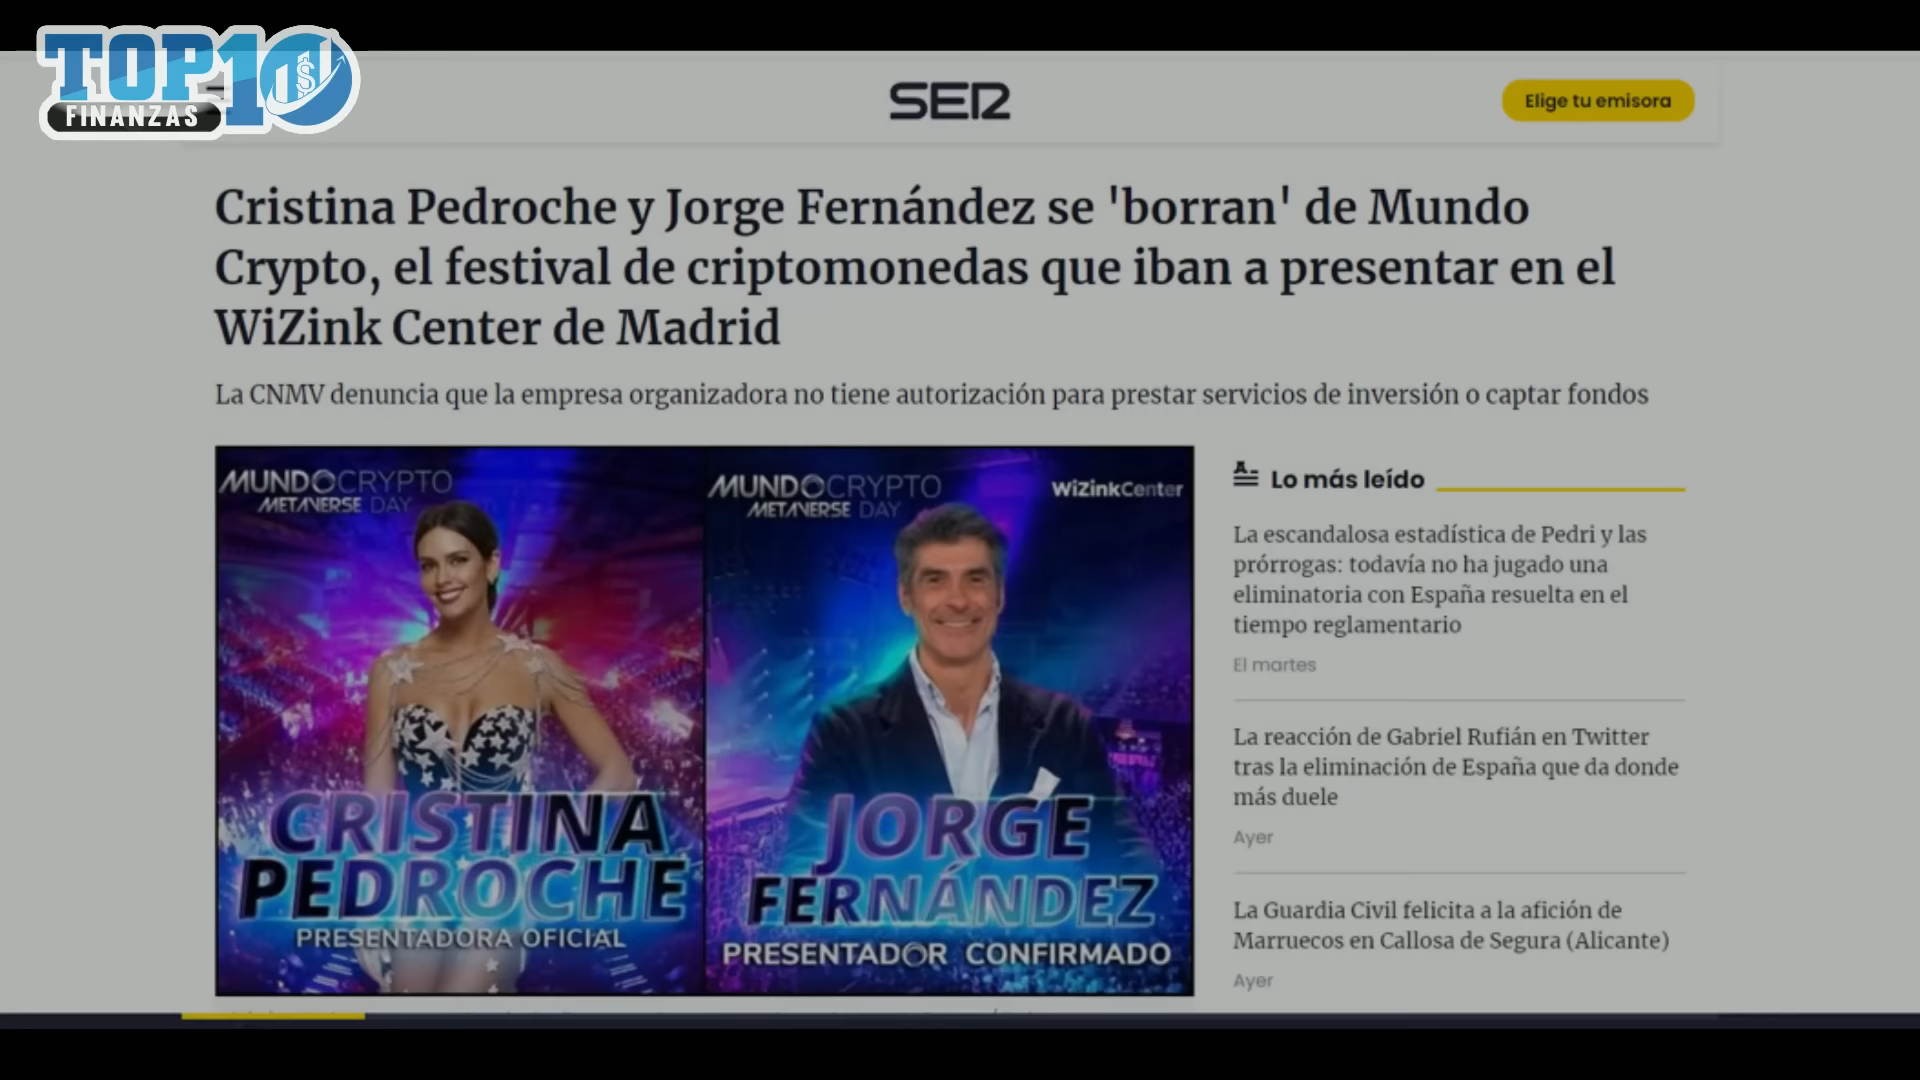 TOP10
FINANZAS
SER
Elige tu emisora
Cristina Pedroche y Jorge Fernández se 'borran' de Mundo
Crypto, el festival de criptomonedas que iban a presentar en el
WiZink Center de Madrid
La CNMV denuncia que la empresa organizadora no tiene autorización para prestar servicios de inversión o captar fondos
MUNDOCRYPTO
METAVERSE DAY
CRISTINA
PEDROCHE
PRESENTADORA OFICIAL
MUNDOCRYPTO
METAVERSE DAY
WiZinkCenter
JORGE
FERNÁNDEZ
PRESENTADOR CONFIRMADO
Lo más leído
La escandalosa estadística de Pedri y las
prórrogas: todavía no ha jugado una
eliminatoria con España resuelta en el
tiempo reglamentario
El martes
La reacción de Gabriel Rufián en Twitter
tras la eliminación de España que da donde
más duele
Ayer
La Guardia Civil felicita a la afición de
Marruecos en Callosa de Segura (Alicante)
Ayer